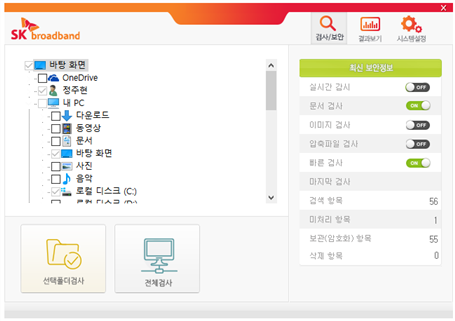 SK broadband
검사/보안 결과보기 시스템설정
바탕 화면
OneDrive
정주현
내 PC
다운로드
동영상
문서
바탕 화면
사진
음악
로컬 디스크 (C:)
로컬 디스크 (D:)
선택폴더검사 전체검사
최신 보안정보
실시간 검사 OFF
문서 검사 ON
이미지 검사 OFF
압축파일 검사 OFF
빠른 검사 ON
마지막 검사
검색 항목 56
미처리 항목 1
보관(암호화) 항목 55
삭제 항목 0